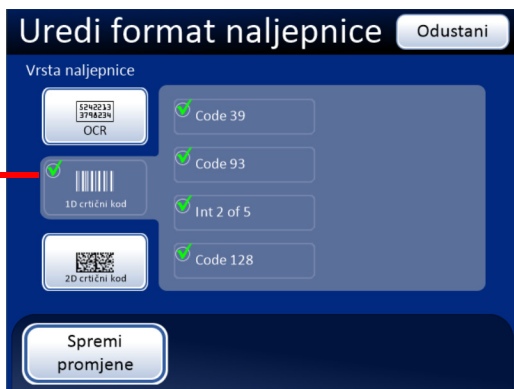 Uredi format naljepnice
Odustani
Vrsta naljepnice
5242213
3798234
OCR
1D crtični kod
2D crtični kod
Code 39
Code 93
Int 2 of 5
Code 128
Spremi
promjene